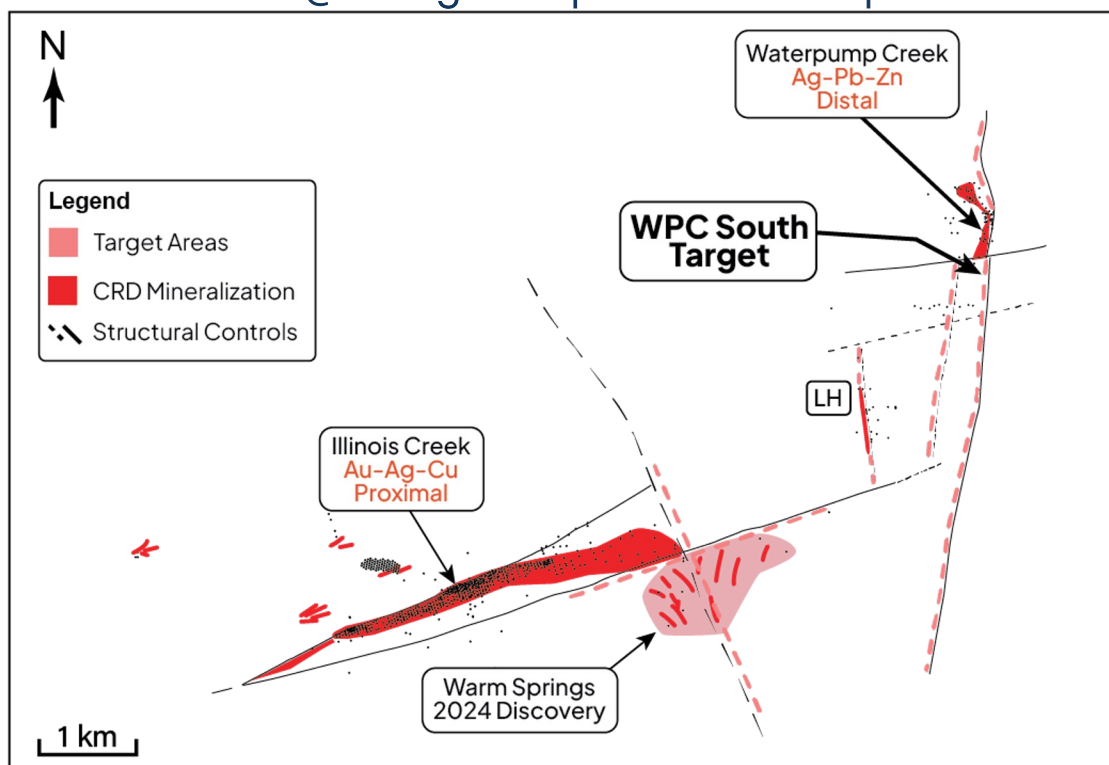 N
Waterpump Creek
Ag-Pb-Zn
Distal
Legend
Target Areas
CRD Mineralization
Structural Controls
WPC South
Target
LH
Illinois Creek
Au-Ag-Cu
Proximal
Warm Springs
2024 Discovery
1 km